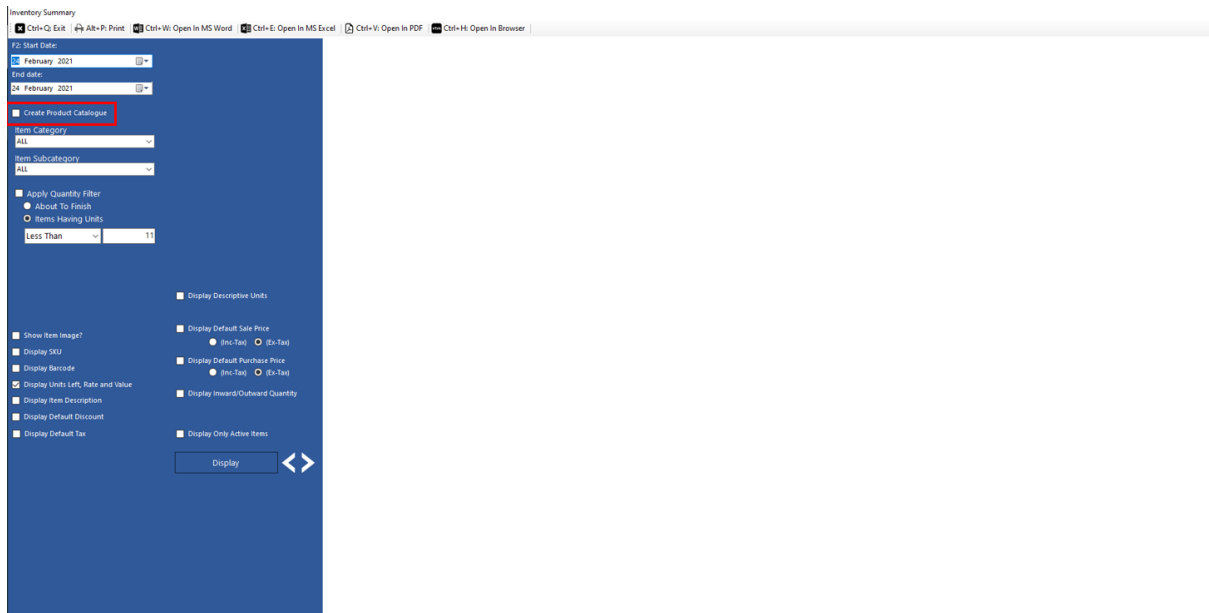 Inventory Summary
Ctrl+Q: Exit Alt+P: Print Ctrl+W: Open In MS Word Ctrl+E: Open In MS Excel Ctrl+V: Open In PDF Ctrl+H: Open In Browser
F2: Start Date:
24 February 2021
End date:
24 February 2021
Create Product Catalogue
Item Category
ALL
Item Subcategory
ALL
Apply Quantity Filter
About To Finish
Items Having Units
Less Than 11
Display Descriptive Units
Show Item Image?
Display SKU
Display Barcode
Display Units Left, Rate and Value
Display Item Description
Display Default Discount
Display Default Tax
Display Default Sale Price
(Inc-Tax) (Ex-Tax)
Display Default Purchase Price
(Inc-Tax) (Ex-Tax)
Display Inward/Outward Quantity
Display Only Active Items
Display